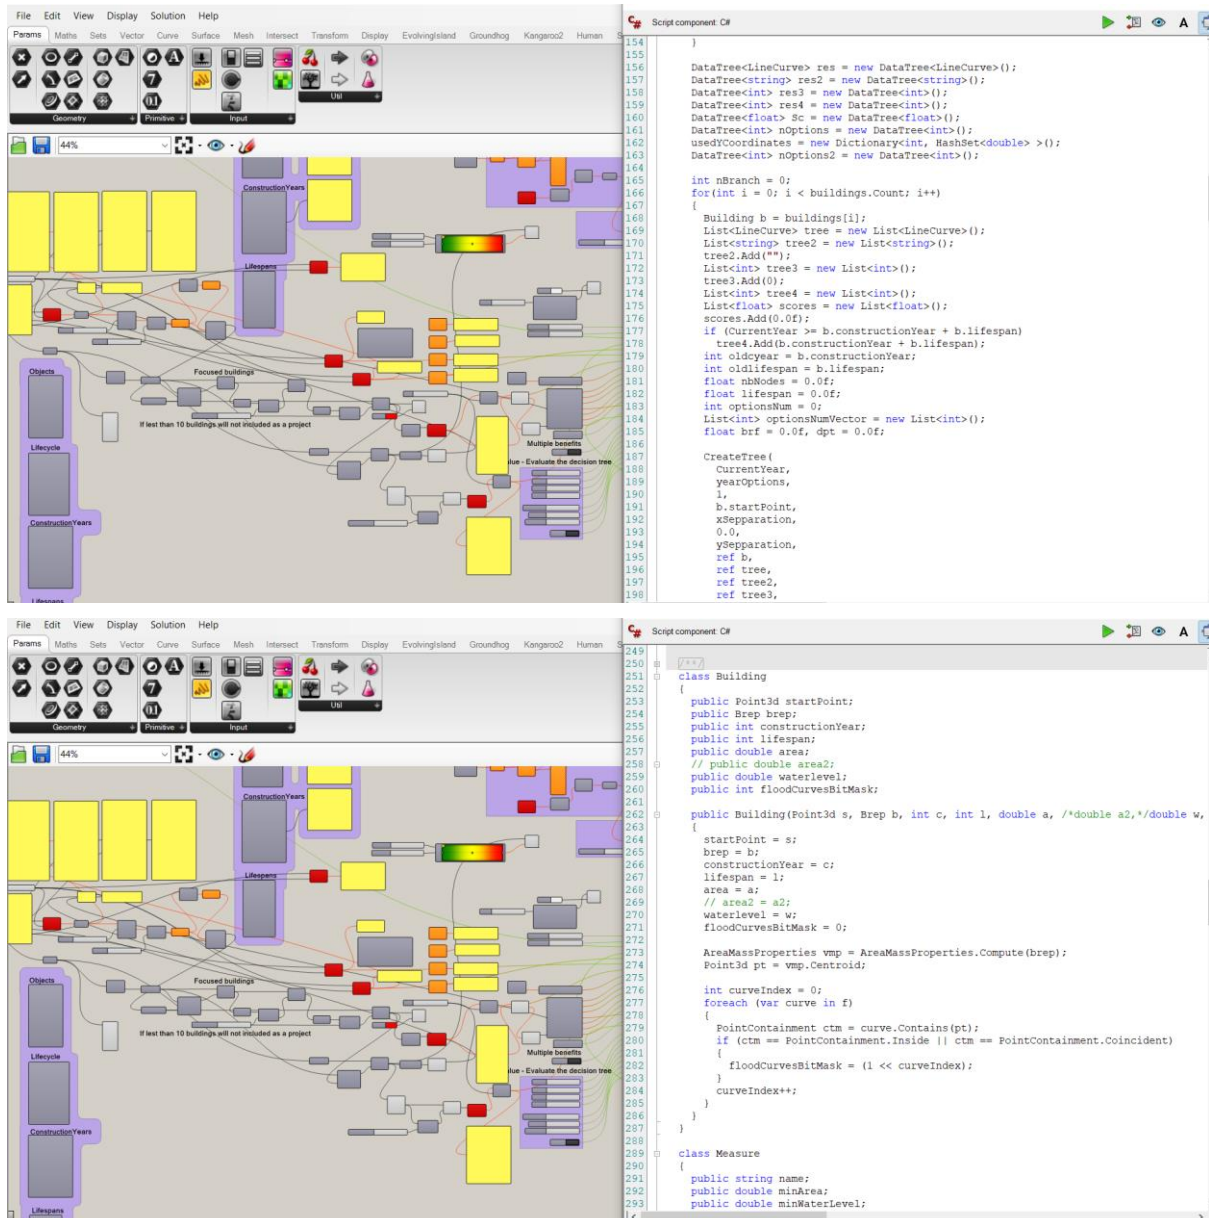 File Edit View Display Solution Help
Params Maths Sets Vector Curve Surface Mesh Intersect Transform Display EvolvingIsland Groundhog Kangaroo2 Human S
Geometry
Primitive
Input
Util
44%
ConstructionYears
Lifespans
Objects
Focused buildings
If lest than 10 buildings will not included as a project
Lifecycle
Multiple benefits
lue - Evaluate the decision tree
ConstructionYears
Lifespans
Script component: C#
154 }
155
156 DataTree<LineCurve> res = new DataTree<LineCurve>();
157 DataTree<string> res2 = new DataTree<string>();
158 DataTree<int> res3 = new DataTree<int>();
159 DataTree<int> res4 = new DataTree<int>();
160 DataTree<float> Sc = new DataTree<float>();
161 DataTree<int> nOptions = new DataTree<int>();
162 usedYCoordinates = new Dictionary<int, HashSet<double> >();
163 DataTree<int> nOptions2 = new DataTree<int>();
164
165 int nBranch = 0;
166 for(int i = 0; i < buildings.Count; i++)
167 {
168 Building b = buildings[i];
169 List<LineCurve> tree = new List<LineCurve>();
170 List<string> tree2 = new List<string>();
171 tree2.Add("");
172 List<int> tree3 = new List<int>();
173 tree3.Add(0);
174 List<int> tree4 = new List<int>();
175 List<float> scores = new List<float>();
176 scores.Add(0.0f);
177 if (CurrentYear >= b.constructionYear + b.lifespan)
178 tree4.Add(b.constructionYear + b.lifespan);
179 int oldcyear = b.constructionYear;
180 int oldlifespan = b.lifespan;
181 float nbNodes = 0.0f;
182 float lifespan = 0.0f;
183 int optionsNum = 0;
184 List<int> optionsNumVector = new List<int>();
185 float brf = 0.0f, dpt = 0.0f;
186
187 CreateTree(
188 CurrentYear,
189 yearOptions,
190 1,
191 b.startPoint,
192 xSepparation,
193 0.0,
194 ySepparation,
195 ref b,
196 ref tree,
197 ref tree2,
198 ref tree3,
File Edit View Display Solution Help
Params Maths Sets Vector Curve Surface Mesh Intersect Transform Display EvolvingIsland Groundhog Kangaroo2 Human S
Geometry
Primitive
Input
Util
44%
ConstructionYears
Lifespans
Objects
Focused buildings
If lest than 10 buildings will not included as a project
Lifecycle
Multiple benefits
lue - Evaluate the decision tree
ConstructionYears
Lifespans
Script component: C#
249
250 /**/
251 class Building
252 {
253 public Point3d startPoint;
254 public Brep brep;
255 public int constructionYear;
256 public int lifespan;
257 public double area;
258 // public double area2;
259 public double waterlevel;
260 public int floodCurvesBitMask;
261
262 public Building(Point3d s, Brep b, int c, int l, double a, /*double a2,*/double w,
263 {
264 startPoint = s;
265 brep = b;
266 constructionYear = c;
267 lifespan = l;
268 area = a;
269 // area2 = a2;
270 waterlevel = w;
271 floodCurvesBitMask = 0;
272
273 AreaMassProperties vmp = AreaMassProperties.Compute(brep);
274 Point3d pt = vmp.Centroid;
275
276 int curveIndex = 0;
277 foreach (var curve in f)
278 {
279 PointContainment ctm = curve.Contains(pt);
280 if (ctm == PointContainment.Inside || ctm == PointContainment.Coincident)
281 {
282 floodCurvesBitMask = (1 << curveIndex);
283 }
284 curveIndex++;
285 }
286 }
287 }
288
289 class Measure
290 {
291 public string name;
292 public double minArea;
293 public double minWaterLevel;